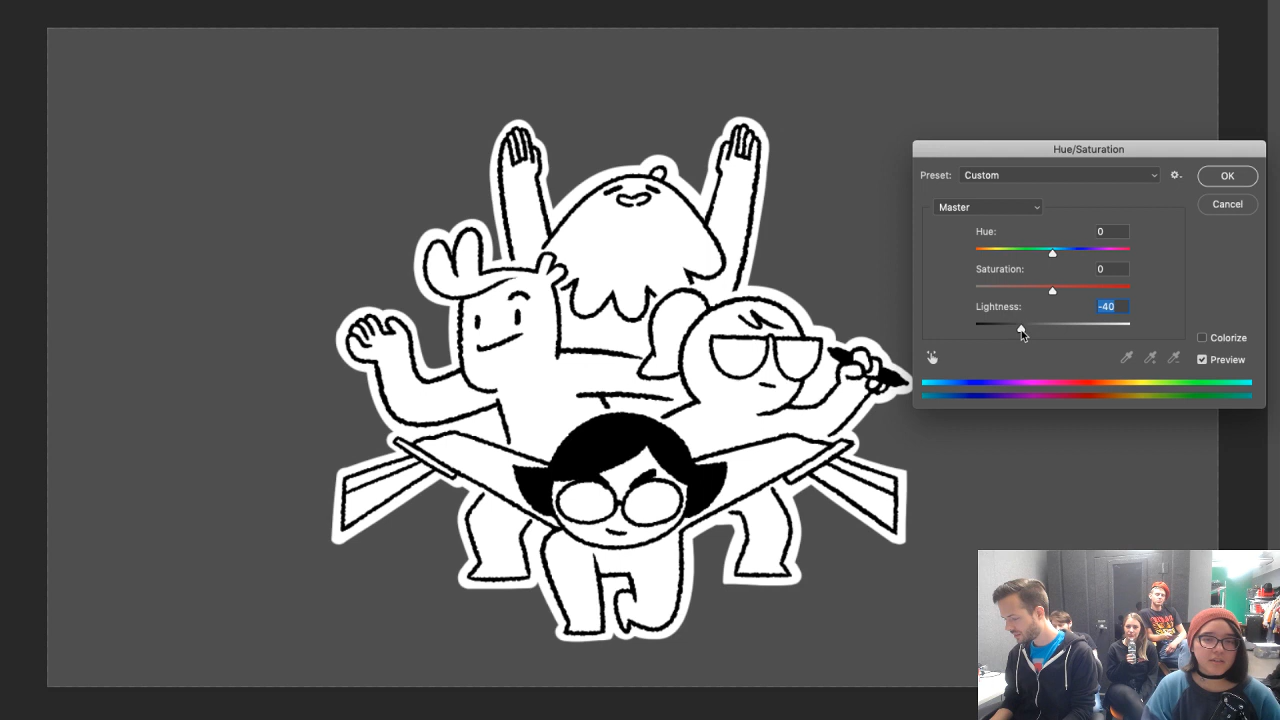 Hue/Saturation
Preset: Custom
OK
Master
Cancel
Hue: 0
Saturation: 0
Lightness: -40
Colorize
Preview